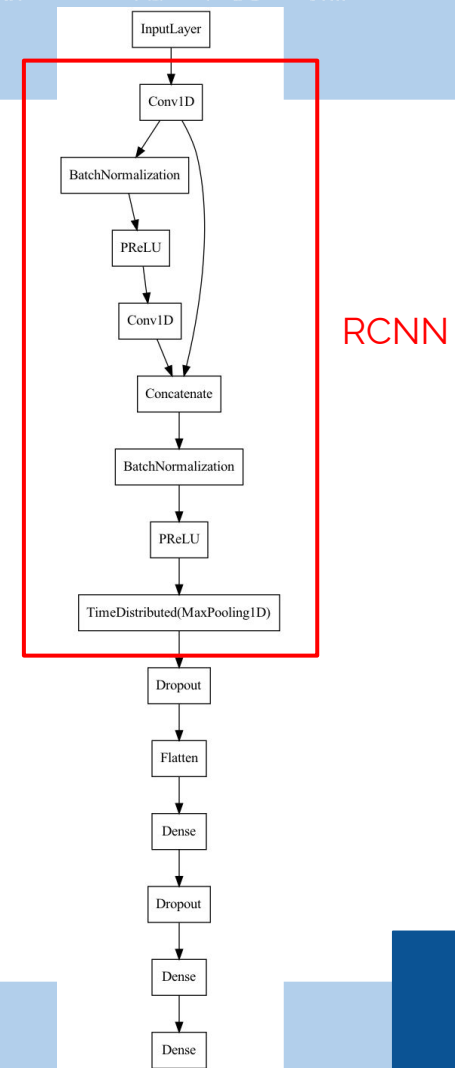 InputLayer
Conv1D
BatchNormalization
PReLU
Conv1D
RCNN
Concatenate
BatchNormalization
PReLU
TimeDistributed(MaxPooling1D)
Dropout
Flatten
Dense
Dropout
Dense
Dense